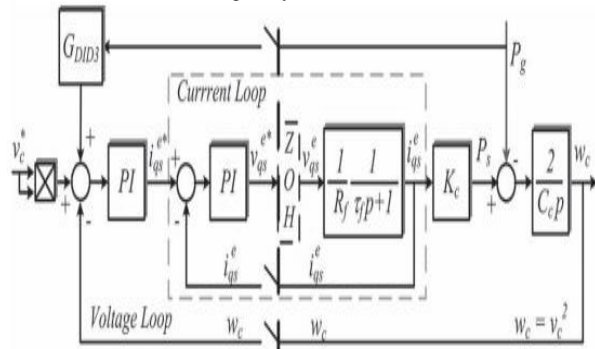 G_DID3
P_g
Currrent Loop
v_c^*
+
+
-
PI
i_qs^e*
+
-
PI
v_qs^e*
Z
O
H
v_qs^e
1/R_f 1/τ_f p+1
i_qs^e
K_c
P_s
+
-
2/C_c p
w_c
i_qs^e
i_qs^e
Voltage Loop
w_c
w_c
w_c = v_c^2